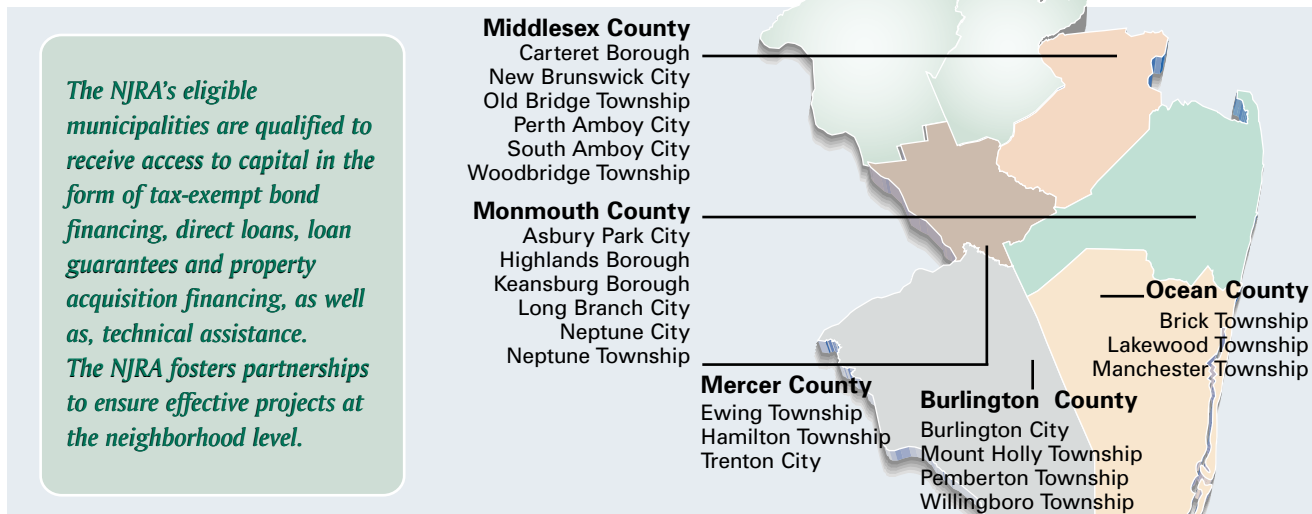 The NJRA's eligible
municipalities are qualified to
receive access to capital in the
form of tax-exempt bond
financing, direct loans, loan
guarantees and property
acquisition financing, as well
as, technical assistance.
The NJRA fosters partnerships
to ensure effective projects at
the neighborhood level.
Middlesex County
Carteret Borough
New Brunswick City
Old Bridge Township
Perth Amboy City
South Amboy City
Woodbridge Township
Monmouth County
Asbury Park City
Highlands Borough
Keansburg Borough
Long Branch City
Neptune City
Neptune Township
Mercer County
Ewing Township
Hamilton Township
Trenton City
Burlington County
Burlington City
Mount Holly Township
Pemberton Township
Willingboro Township
Ocean County
Brick Township
Lakewood Township
Manchester Township